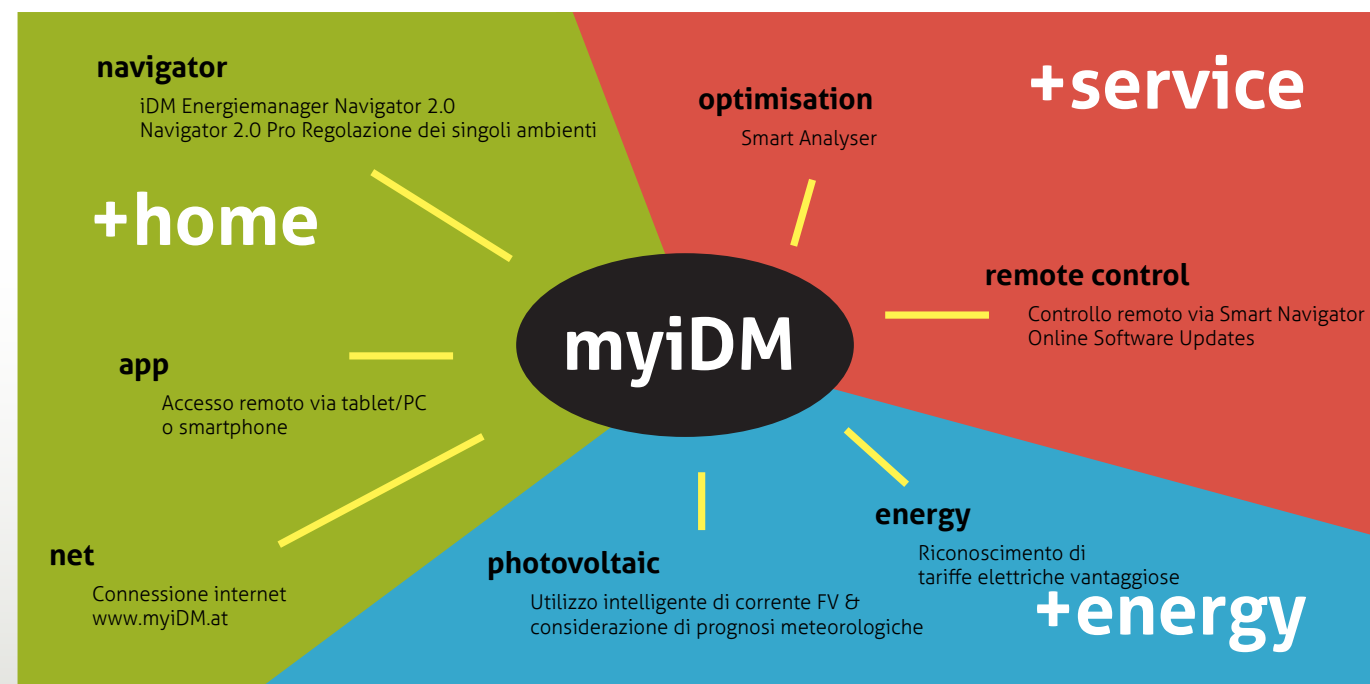 navigator
iDM Energiemanager Navigator 2.0
Navigator 2.0 Pro Regolazione dei singoli ambienti
+home
app
Accesso remoto via tablet/PC
o smartphone
net
Connessione internet
www.myiDM.at
myiDM
optimisation
Smart Analyser
+service
remote control
Controllo remoto via Smart Navigator
Online Software Updates
photovoltaic
Utilizzo intelligente di corrente FV &
considerazione di prognosi meteorologiche
energy
Riconoscimento di
tariffe elettriche vantaggiose
+energy